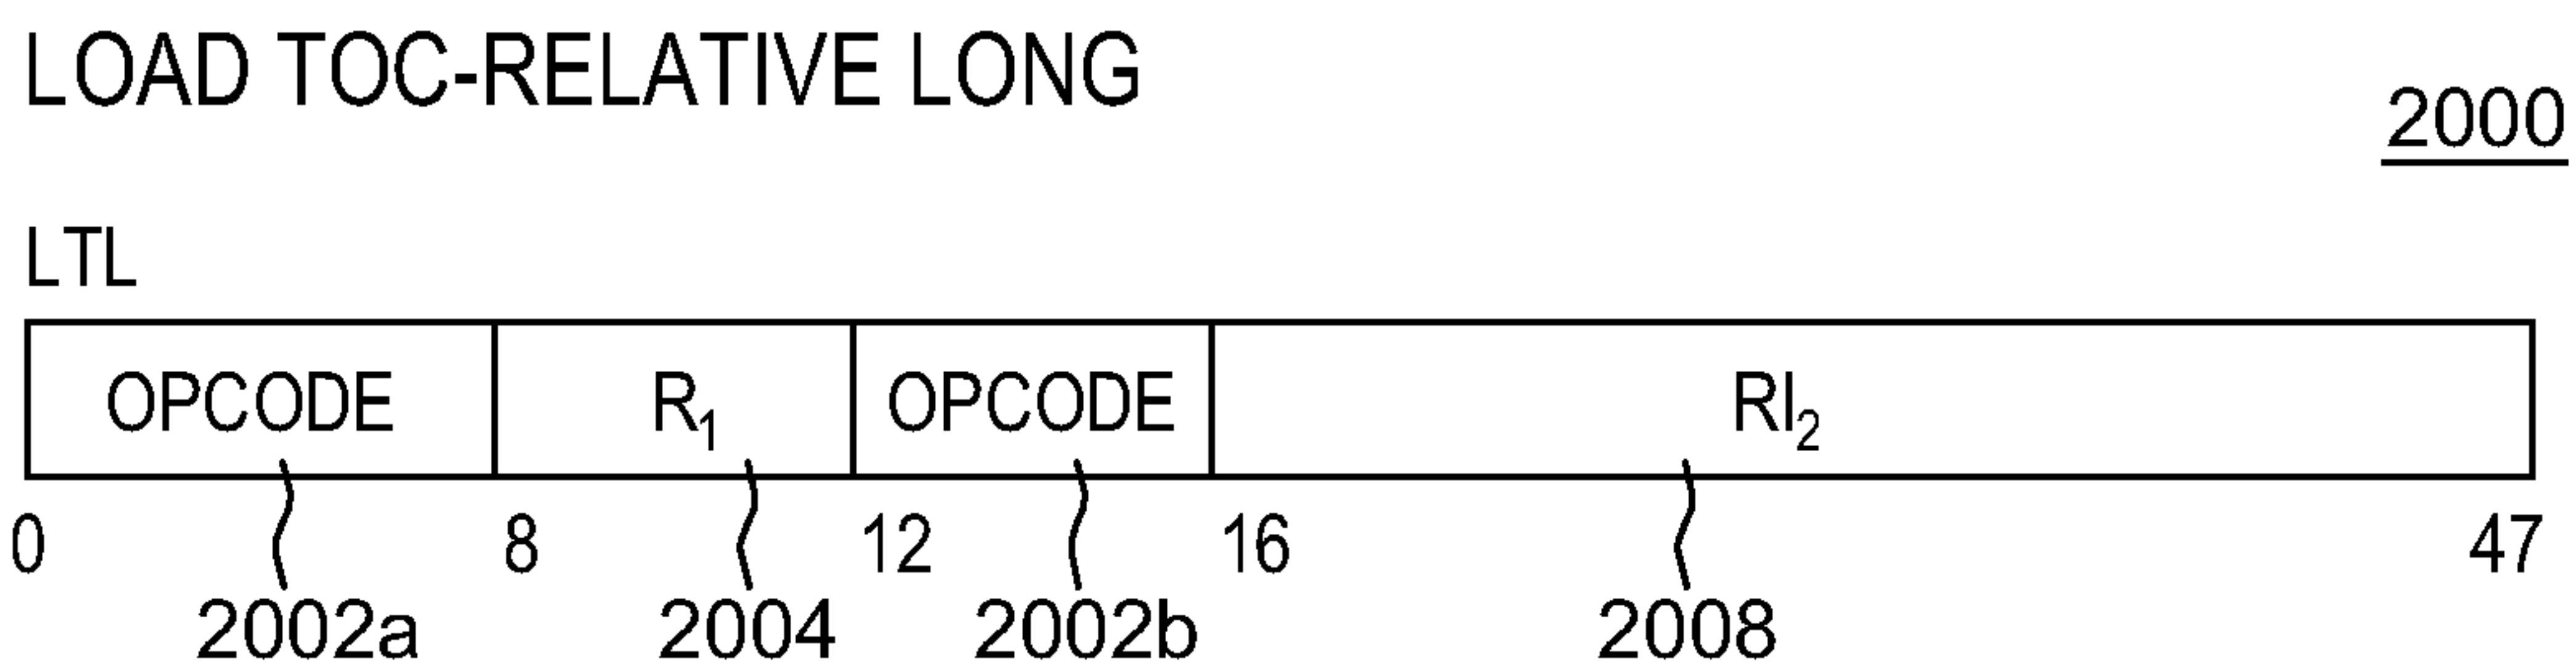 LOAD TOC-RELATIVE LONG
2000
LTL
OPCODE R₁ OPCODE RI₂
0 8 12 16 47
2002a 2004 2002b 2008